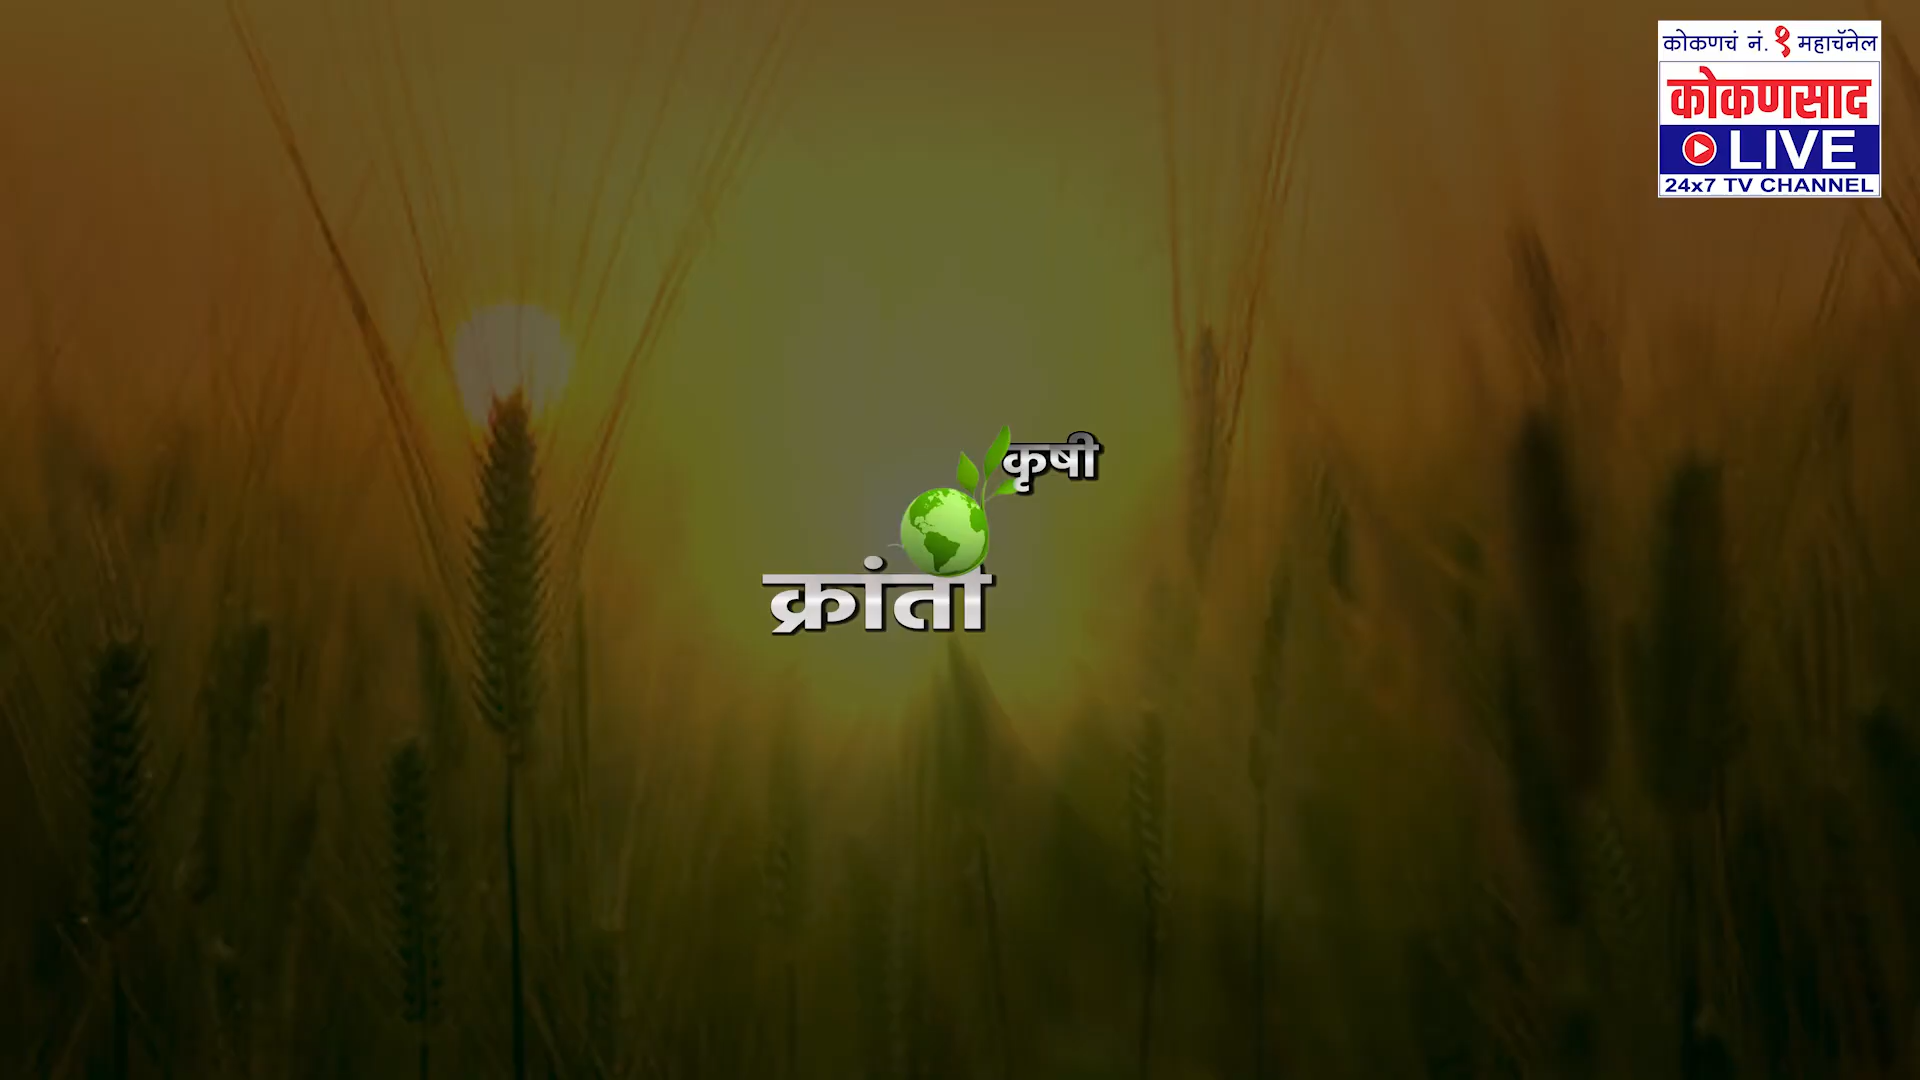 कोकणचं नं. १ महाचॅनेल
कोकणसाद
LIVE
24x7 TV CHANNEL
कृषी
क्रांती